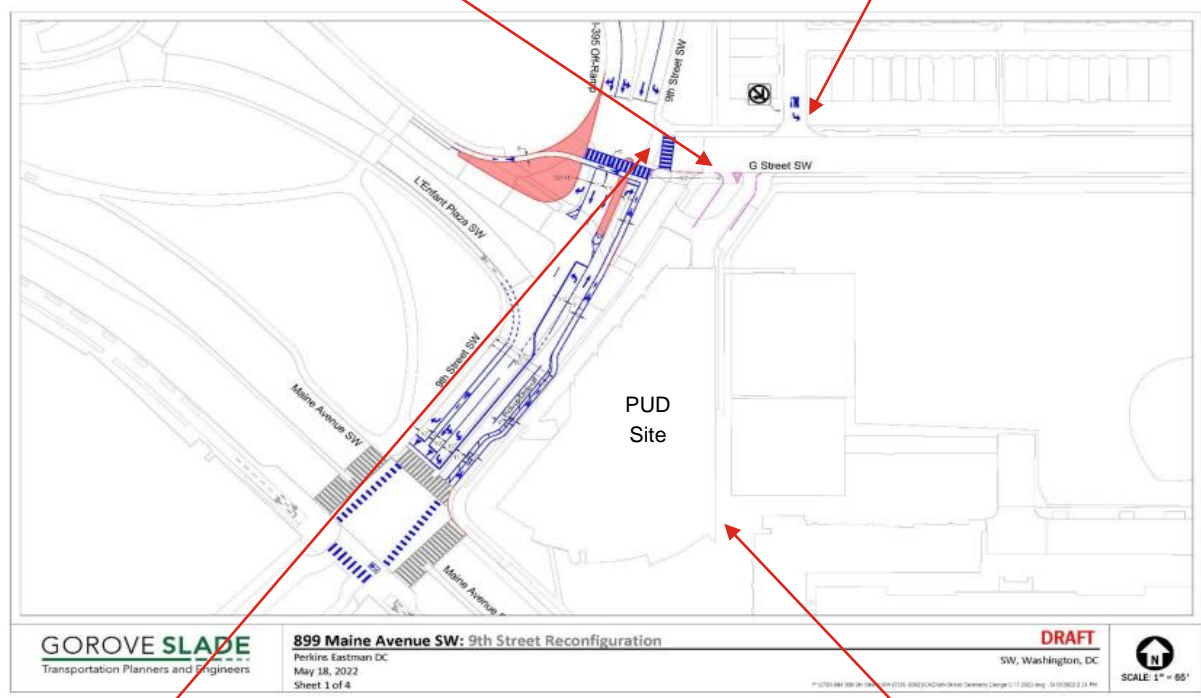 I-395 Off-Ramp
9th Street SW
G Street SW
L'Enfant Plaza SW
9th Street SW
Maine Avenue SW
PUD
Site
Maine Avenue S
GOROVE SLADE
Transportation Planners and Engineers
899 Maine Avenue SW: 9th Street Reconfiguration
Perkins Eastman DC
May 18, 2022
Sheet 1 of 4
DRAFT
SW, Washington, DC
N
SCALE: 1" = 65'